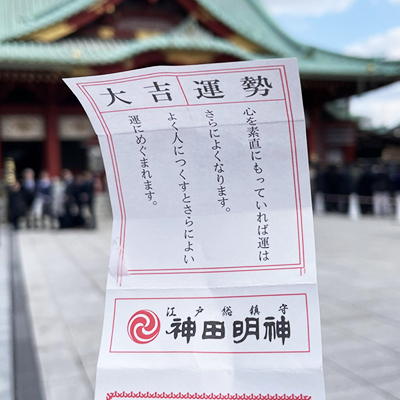 大吉 運勢
心を素直にもっていれば運は
さらによくなります。
よく人につくすとさらによい
運にめぐまれます。
江戸総鎮守
神田明神